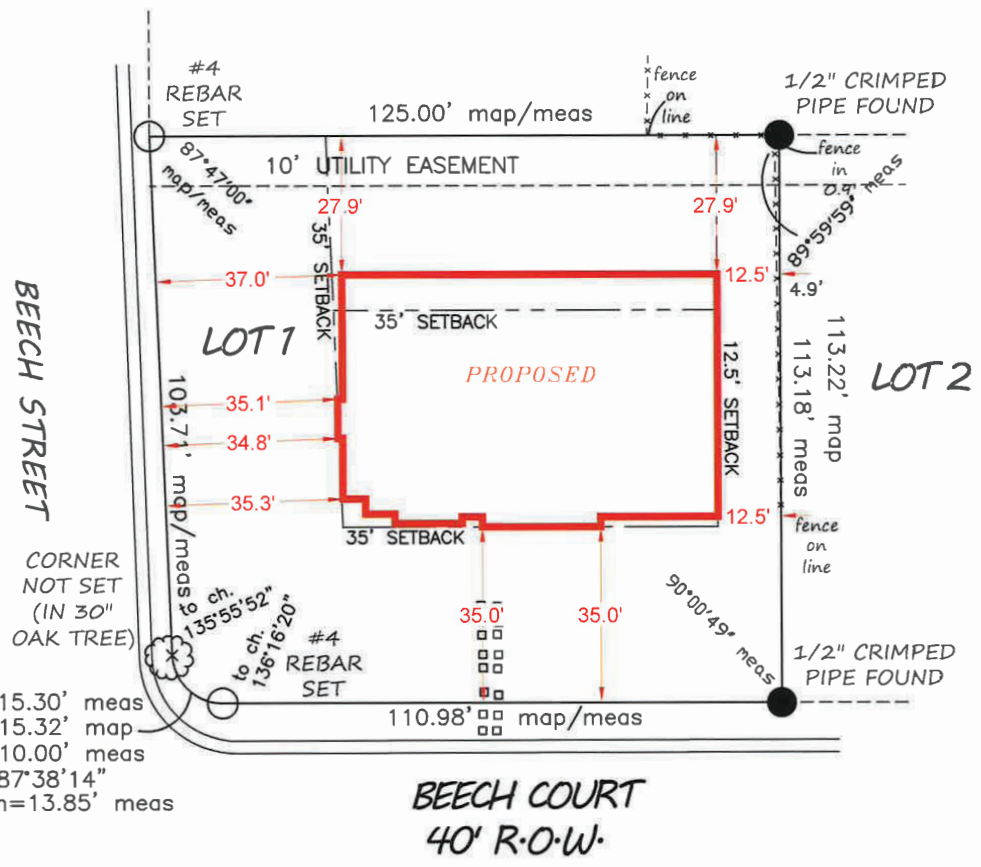 #4
REBAR
SET
125.00' map/meas
fence
on
line
1/2" CRIMPED
PIPE FOUND
87°47'00"
map/meas
10' UTILITY EASEMENT
fence
in
0.9'
89°59'59" meas
27.9'
27.9'
35' SETBACK
37.0'
12.5'
4.9'
LOT 1
35' SETBACK
PROPOSED
12.5' SETBACK
113.22' map
113.18' meas
LOT 2
BEECH STREET
103.71' map/meas
35.1'
34.8'
35.3'
12.5'
fence
on
line
35' SETBACK
CORNER
NOT SET
(IN 30"
OAK TREE)
to ch.
135°55'52"
to ch.
136°16'20"
#4
REBAR
SET
35.0'
35.0'
90°00'49" meas
1/2" CRIMPED
PIPE FOUND
15.30' meas
15.32' map
10.00' meas
87°38'14"
=13.85' meas
110.98' map/meas
BEECH COURT
40' R.O.W.